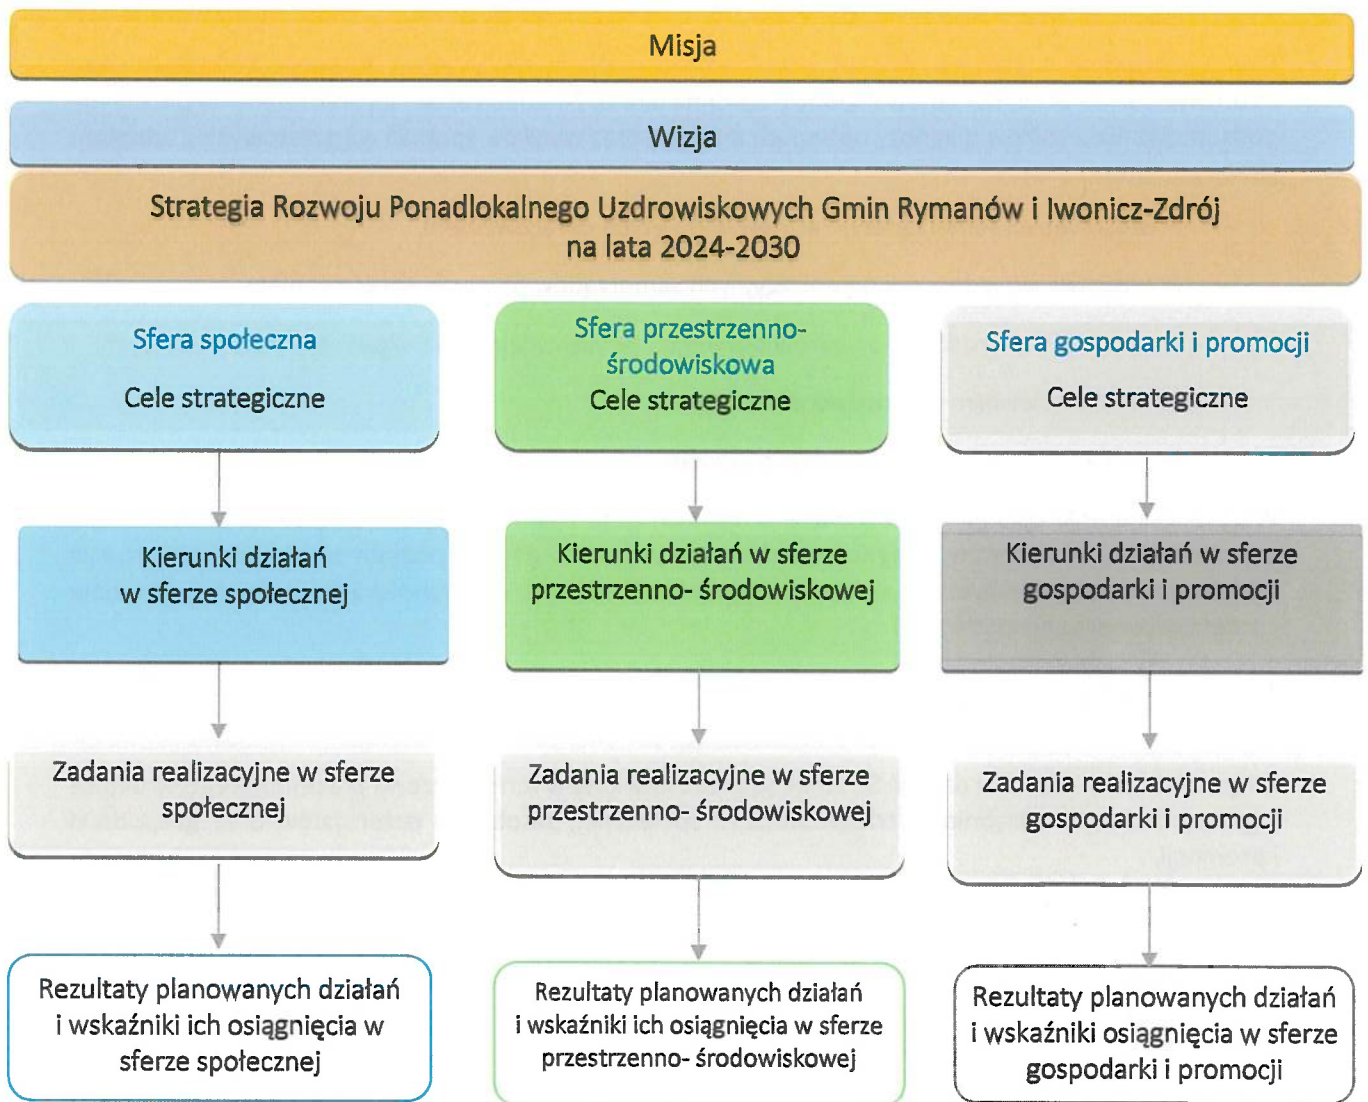 Misja
Wizja
Strategia Rozwoju Ponadlokalnego Uzdrowiskowych Gmin Rymanów i Iwonicz-Zdrój
na lata 2024-2030
Sfera społeczna
Cele strategiczne
Sfera przestrzenno-
środowiskowa
Cele strategiczne
Sfera gospodarki i promocji
Cele strategiczne
Kierunki działań
w sferze społecznej
Kierunki działań w sferze
przestrzenno- środowiskowej
Kierunki działań w sferze
gospodarki i promocji
Zadania realizacyjne w sferze
społecznej
Zadania realizacyjne w sferze
przestrzenno- środowiskowej
Zadania realizacyjne w sferze
gospodarki i promocji
Rezultaty planowanych działań
i wskaźniki ich osiągnięcia w
sferze społecznej
Rezultaty planowanych działań
i wskaźniki ich osiągnięcia w sferze
przestrzenno- środowiskowej
Rezultaty planowanych działań
i wskaźniki osiągnięcia w sferze
gospodarki i promocji